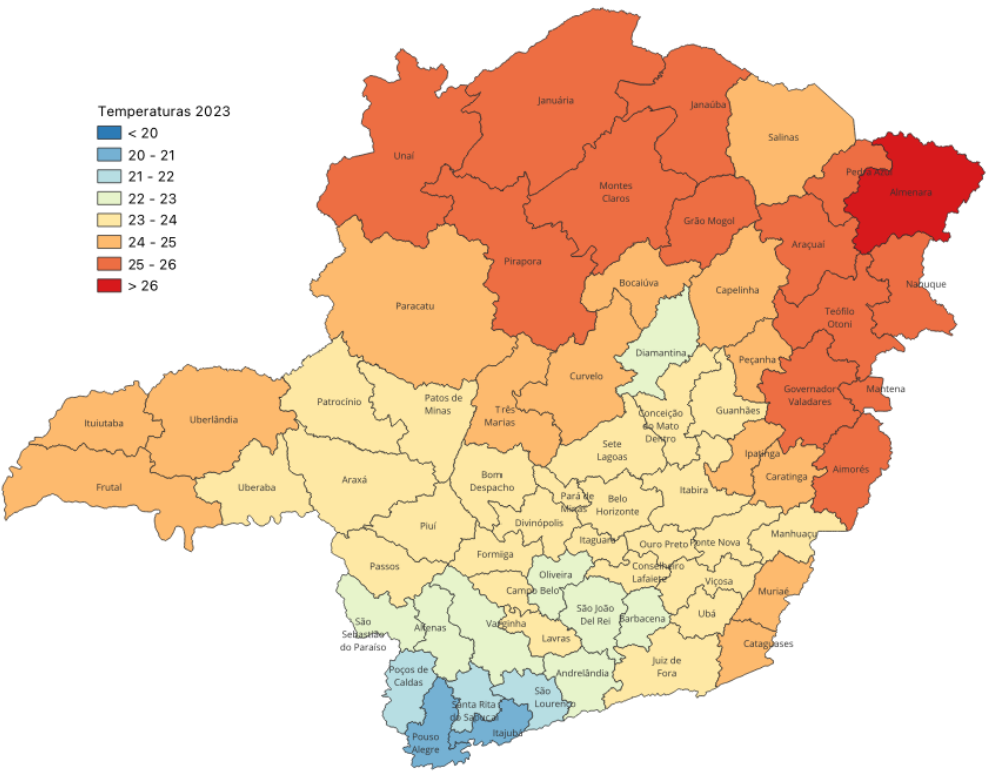 Temperaturas 2023
< 20
20 - 21
21 - 22
22 - 23
23 - 24
24 - 25
25 - 26
> 26
Januária
Janaúba
Salinas
Unaí
Pedra Azul
Almenara
Montes
Claros
Grão Mogol
Araçuaí
Pirapora
Nanuque
Bocaiúva
Capelinha
Paracatu
Teófilo
Otoni
Diamantina
Peçanha
Curvelo
Governador
Valadares
Mantena
Patrocínio
Patos de
Minas
Três
Marias
Conceição
do Mato
Dentro
Guanhães
Ituiutaba
Uberlândia
Sete
Lagoas
Ipatinga
Aimorés
Caratinga
Araxá
Bom
Despacho
Frutal
Uberaba
Itabira
Pará de
Minas
Belo
Horizonte
Piuí
Divinópolis
Itaguara
Ouro Preto
Ponte Nova
Manhuaçu
Formiiga
Passos
Conselheiro
Lafaiete
Oliveira
Viçosa
Campo Belo
Muriaé
São João
Del Rei
Barbacena
Ubá
São
Sebastião
do Paraíso
Alfenas
Varginha
Lavras
Cataguases
Juiz de
Fora
Poços de
Caldas
Andrelândia
São
Lourenço
Santa Rita
do Sapucaí
Itajubá
Pouso
Alegre